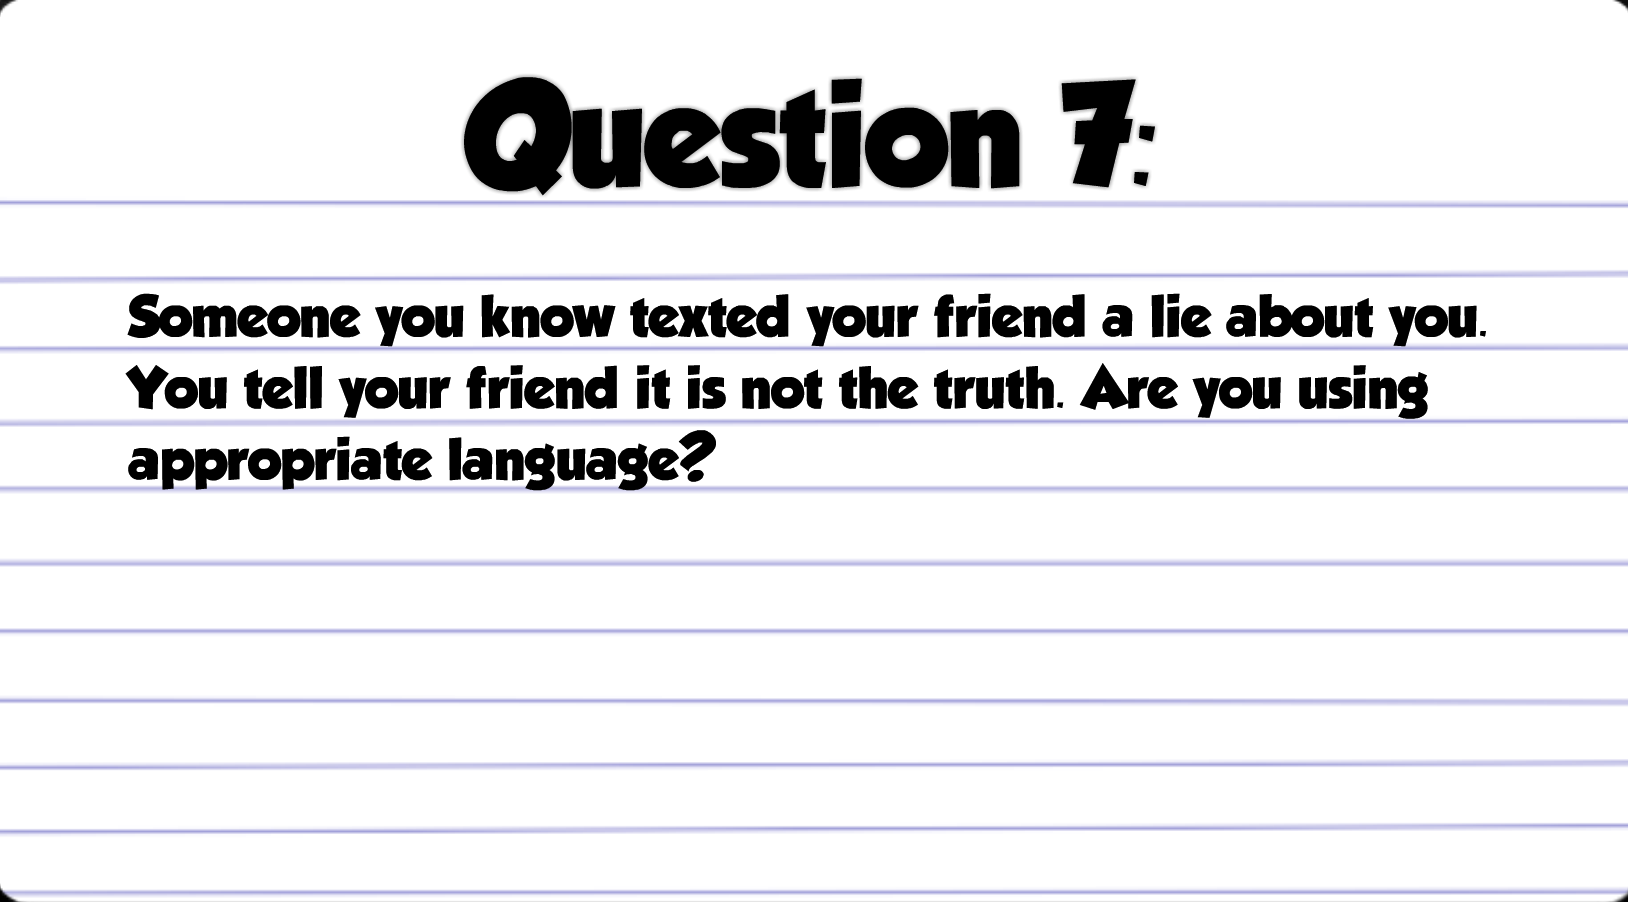 Question 7:
Someone you know texted your friend a lie about you.
You tell your friend it is not the truth. Are you using
appropriate language?